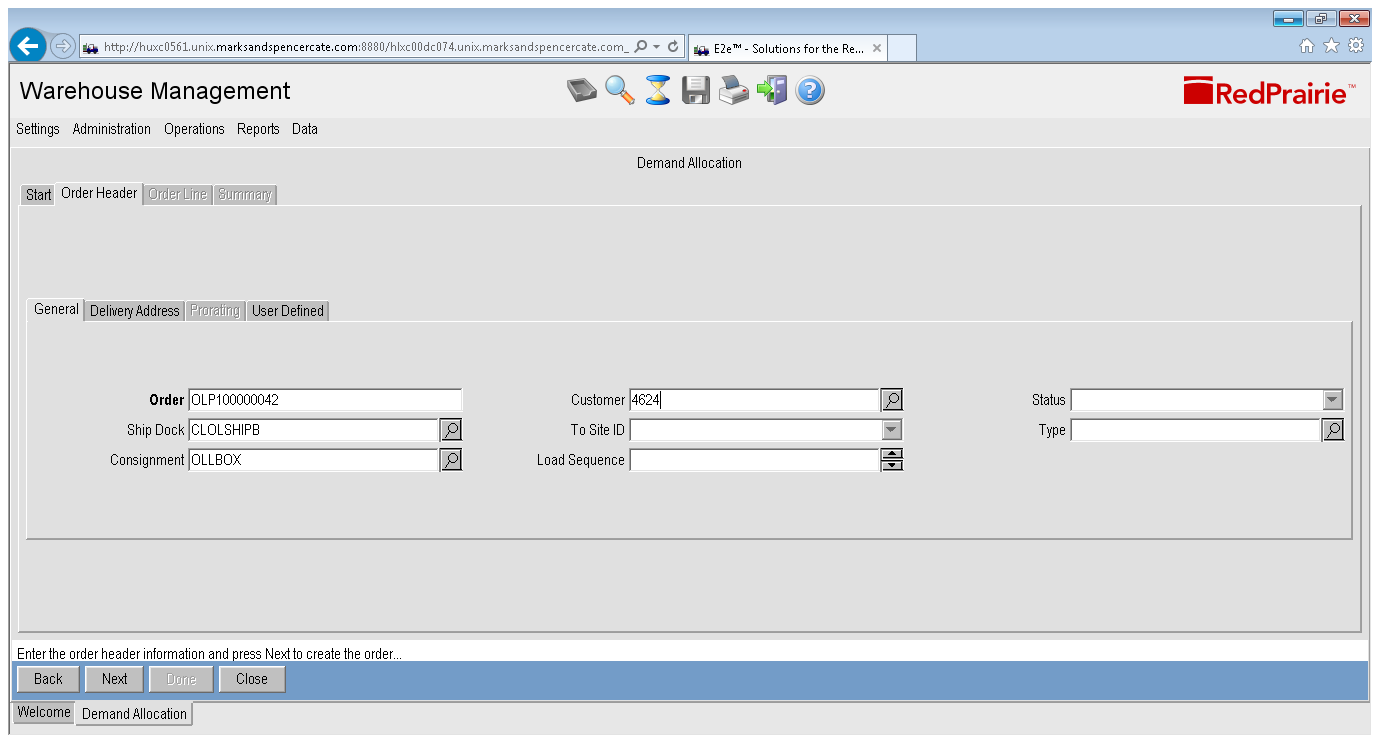 http://huxc0561.unix.marksandspencercate.com:8880/hlxc00dc074.unix.marksandspencercate.com_
E2e™ - Solutions for the Re...
Warehouse Management
RedPrairie™
Settings Administration Operations Reports Data
Demand Allocation
Start Order Header Order Line Summary
General Delivery Address Prorating User Defined
Order OLP100000042 Customer 4624 Status
Ship Dock CLOLSHIPB To Site ID Type
Consignment OLLBOX Load Sequence
Enter the order header information and press Next to create the order...
Back Next Done Close
Welcome Demand Allocation